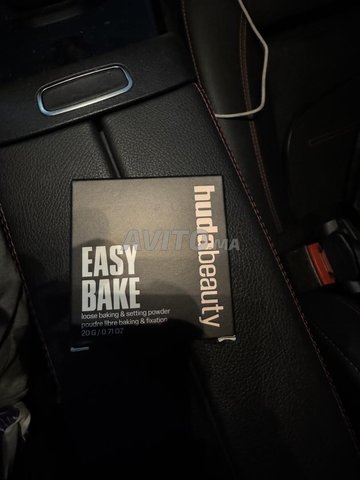 EASY
BAKE
loose baking & setting powder
poudre libre baking & fixation
20 G / 0.71 OZ
hudabeauty
AVITO.MA